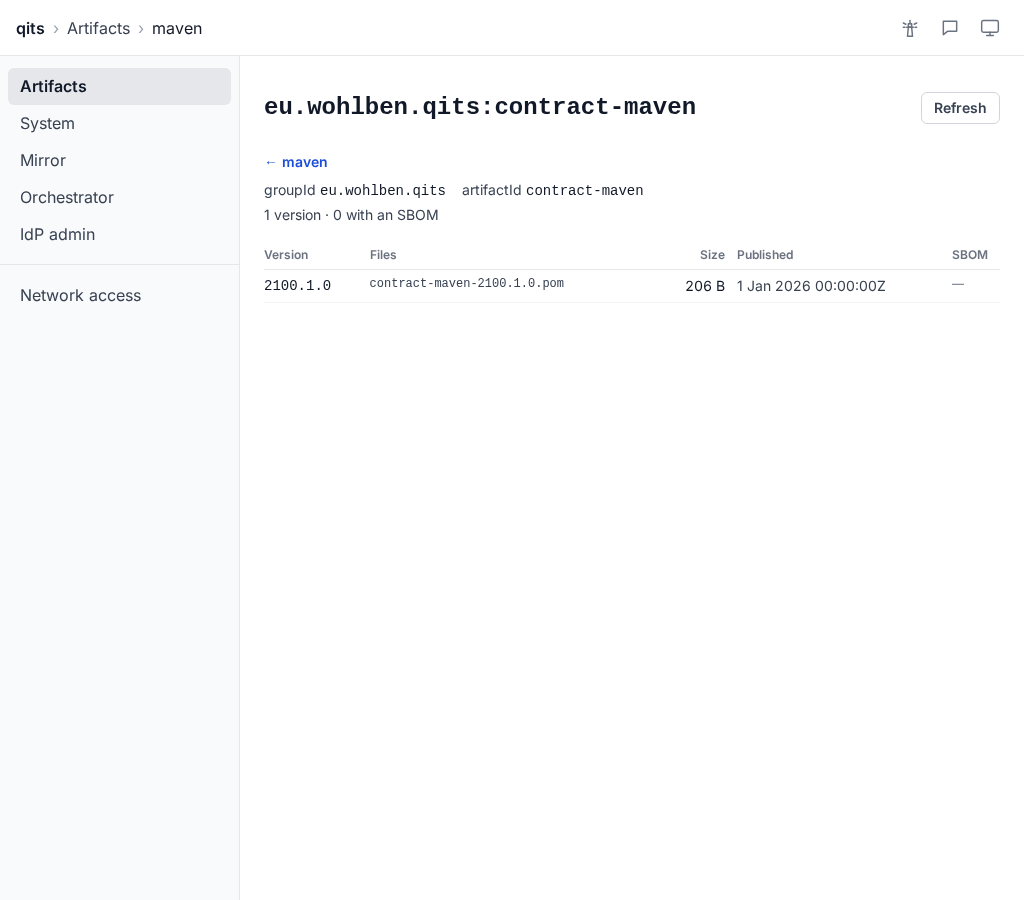 qits › Artifacts › maven
Artifacts
System
Mirror
Orchestrator
IdP admin
Network access
eu.wohlben.qits:contract-maven
Refresh
← maven
groupId eu.wohlben.qits artifactId contract-maven
1 version · 0 with an SBOM
Version Files Size Published SBOM
2100.1.0 contract-maven-2100.1.0.pom 206 B 1 Jan 2026 00:00:00Z —